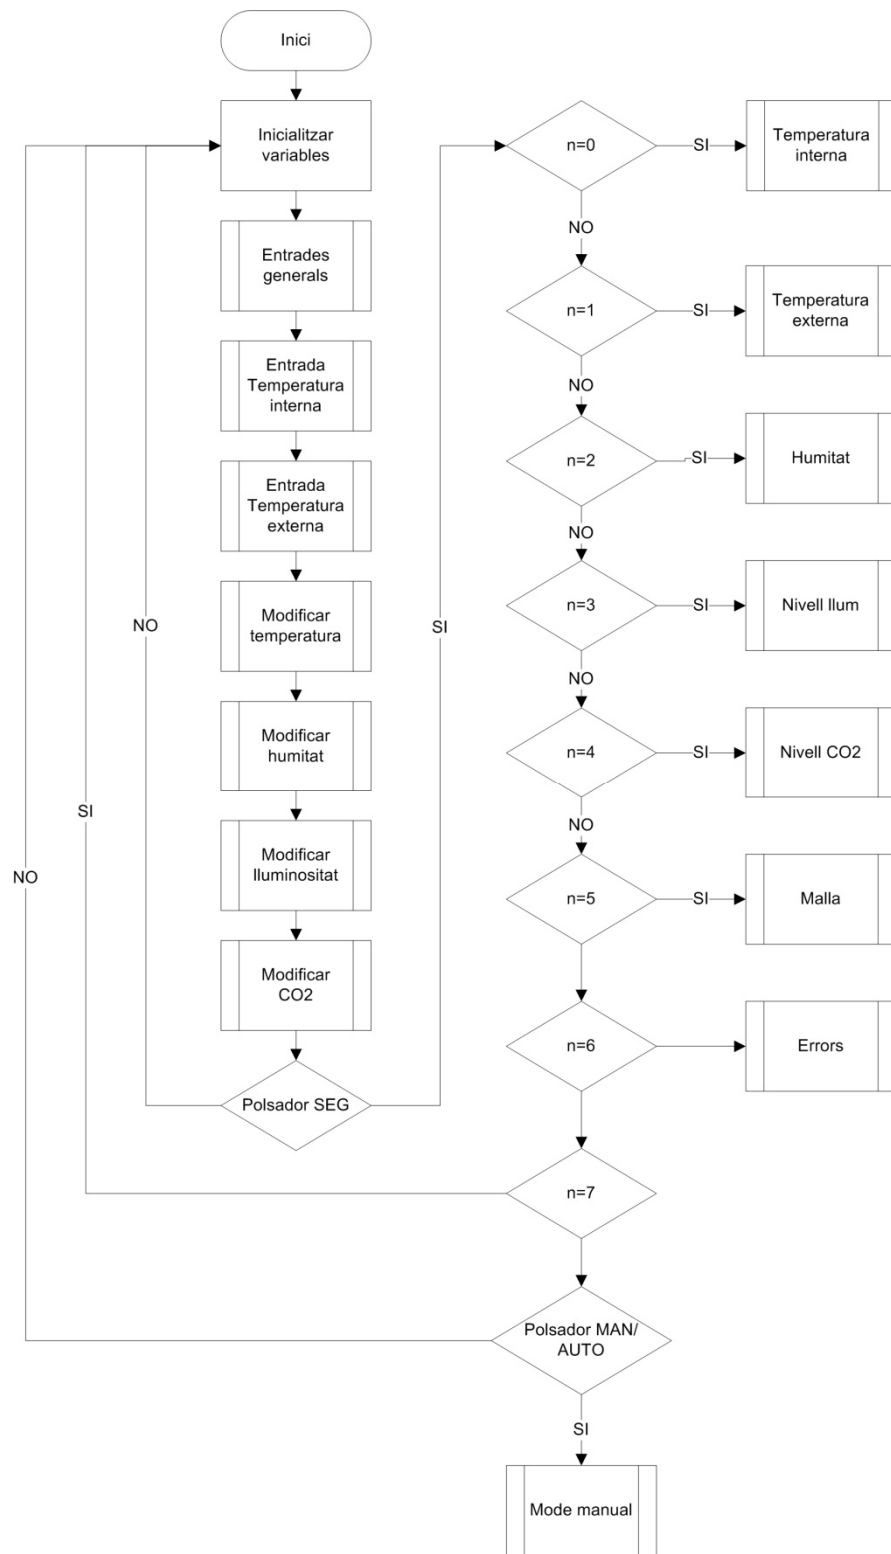 Inici
Inicialitzar
variables
Entrades
generals
Entrada
Temperatura
interna
Entrada
Temperatura
externa
Modificar
temperatura
Modificar
humitat
Modificar
lluminositat
Modificar
CO2
Polsador SEG
NO
SI
SI
NO
n=0
SI
Temperatura
interna
NO
n=1
SI
Temperatura
externa
NO
n=2
SI
Humitat
NO
n=3
SI
Nivell llum
NO
n=4
SI
Nivell CO2
NO
n=5
SI
Malla
n=6
Errors
n=7
Polsador MAN/
AUTO
SI
Mode manual